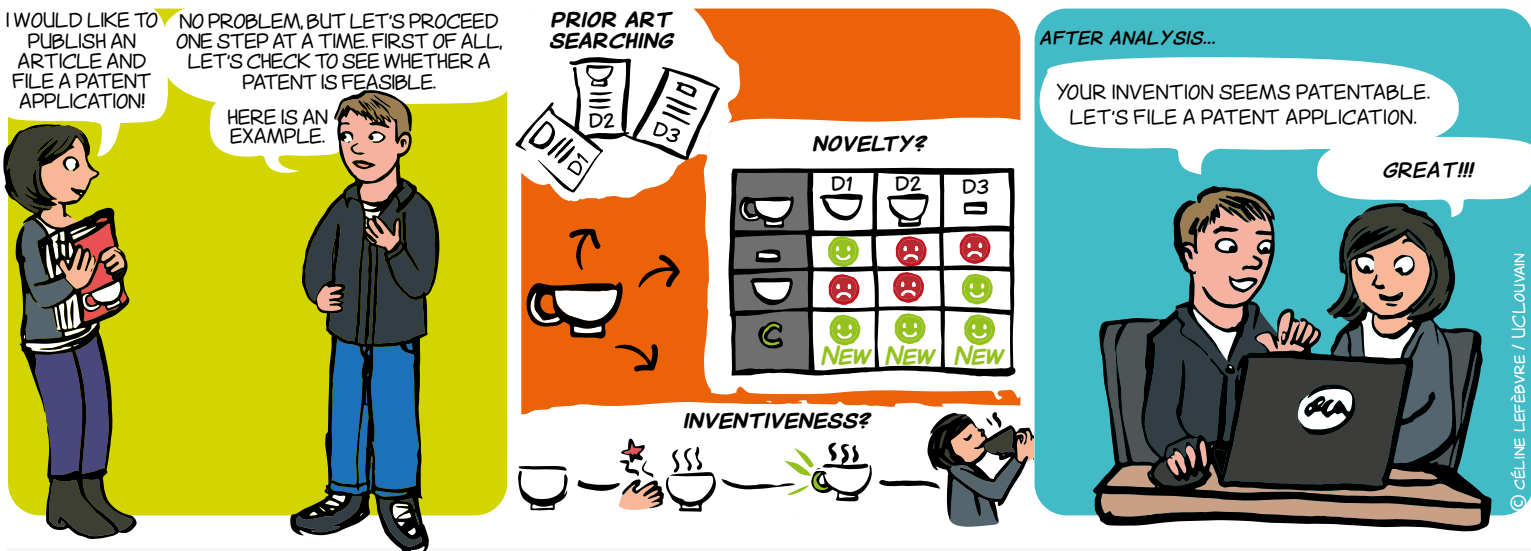 I WOULD LIKE TO
PUBLISH AN
ARTICLE AND
FILE A PATENT
APPLICATION!
NO PROBLEM, BUT LET'S PROCEED
ONE STEP AT A TIME. FIRST OF ALL,
LET'S CHECK TO SEE WHETHER A
PATENT IS FEASIBLE.
HERE IS AN
EXAMPLE.
PRIOR ART
SEARCHING
D1
D2
D3
NOVELTY?
D1 D2 D3
C
NEW NEW NEW
INVENTIVENESS?
AFTER ANALYSIS...
YOUR INVENTION SEEMS PATENTABLE.
LET'S FILE A PATENT APPLICATION.
GREAT!!!
© CÉLINE LEFÈBVRE / UCLOUVAIN